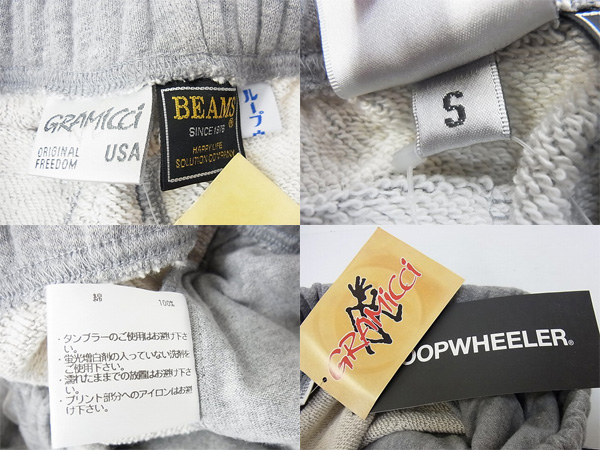 GRAMICCI
ORIGINAL
FREEDOM
USA
BEAMS®
SINCE 1976
HAPPY LIFE
SOLUTION COMPANY
ループ
S
綿 100%
・タンブラーのご使用はお避け下さい。
・蛍光増白剤の入っていない洗剤をご使用下さい。
・濡れたままでの放置はお避け下さい。
・プリント部分へのアイロンはお避け下さい。
GRAMICCI
OOPWHEELER®